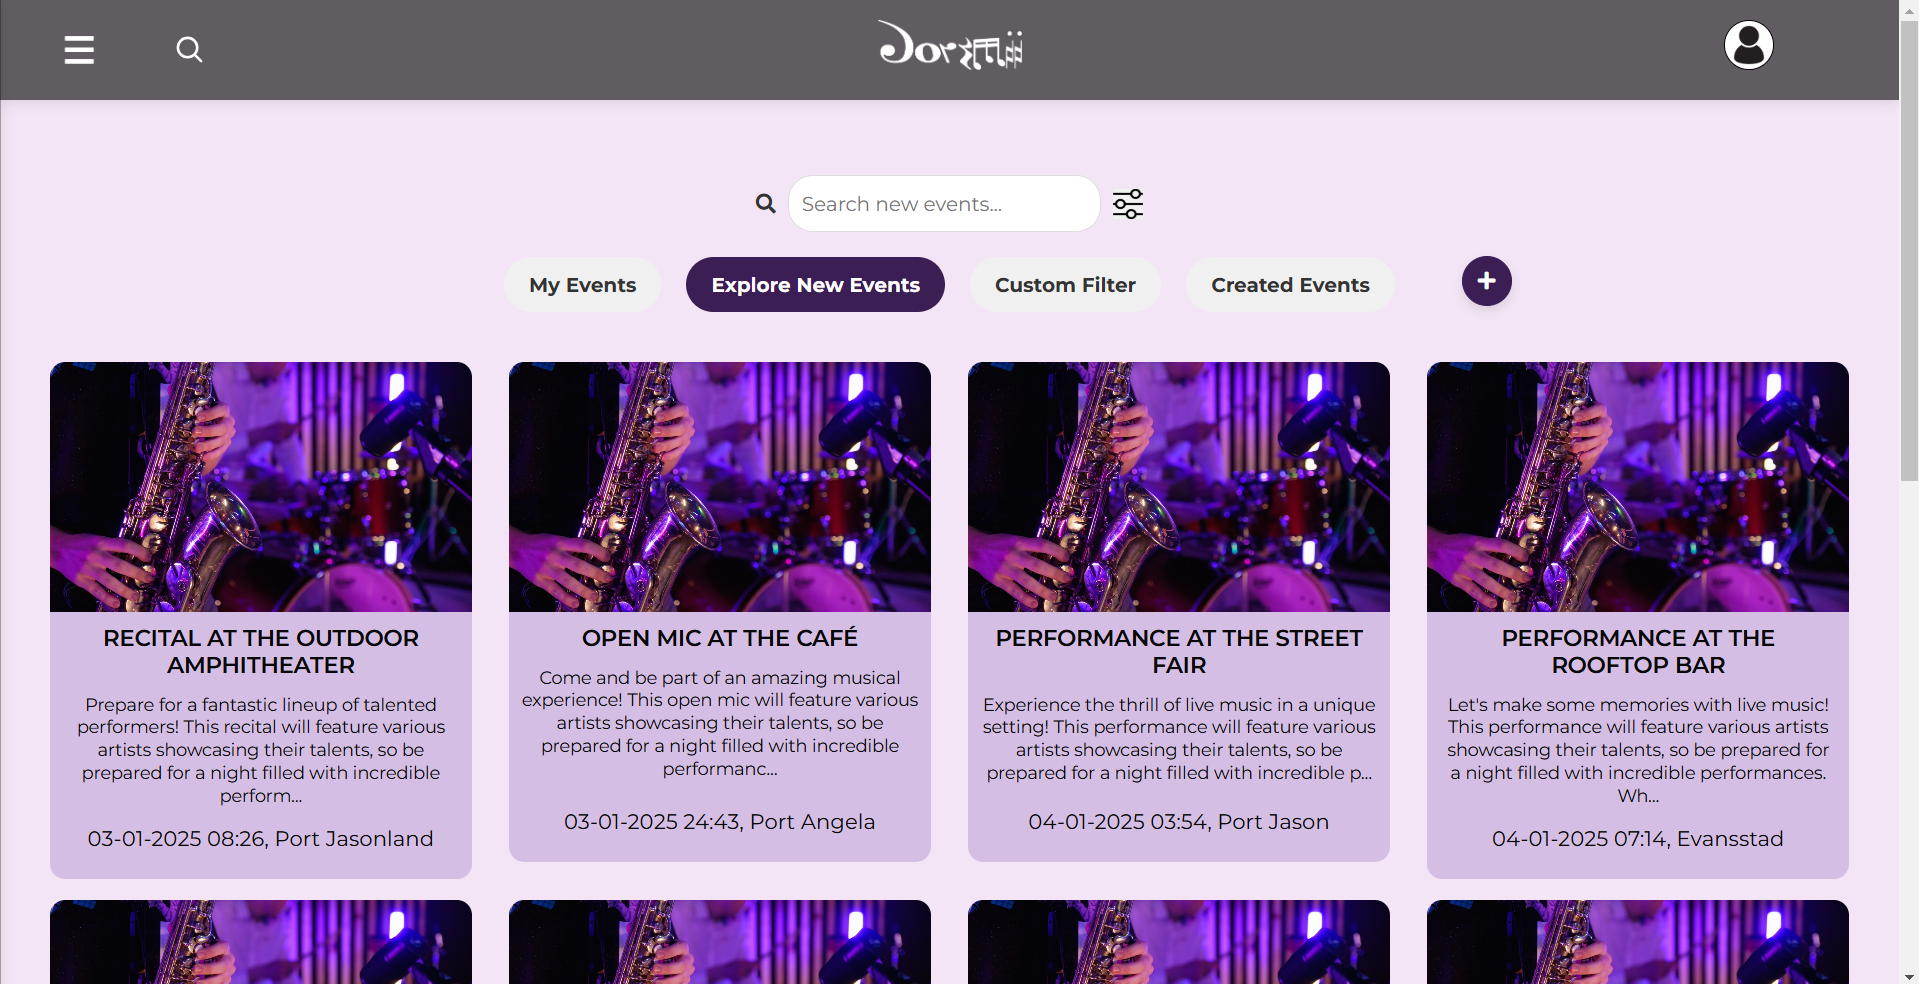 Search new events...
My Events
Explore New Events
Custom Filter
Created Events
RECITAL AT THE OUTDOOR
AMPHITHEATER
Prepare for a fantastic lineup of talented
performers! This recital will feature various
artists showcasing their talents, so be
prepared for a night filled with incredible
perform...
03-01-2025 08:26, Port Jasonland
OPEN MIC AT THE CAFÉ
Come and be part of an amazing musical
experience! This open mic will feature various
artists showcasing their talents, so be
prepared for a night filled with incredible
performanc...
03-01-2025 24:43, Port Angela
PERFORMANCE AT THE STREET
FAIR
Experience the thrill of live music in a unique
setting! This performance will feature various
artists showcasing their talents, so be
prepared for a night filled with incredible p...
04-01-2025 03:54, Port Jason
PERFORMANCE AT THE
ROOFTOP BAR
Let's make some memories with live music!
This performance will feature various artists
showcasing their talents, so be prepared for
a night filled with incredible performances.
Wh...
04-01-2025 07:14, Evansstad